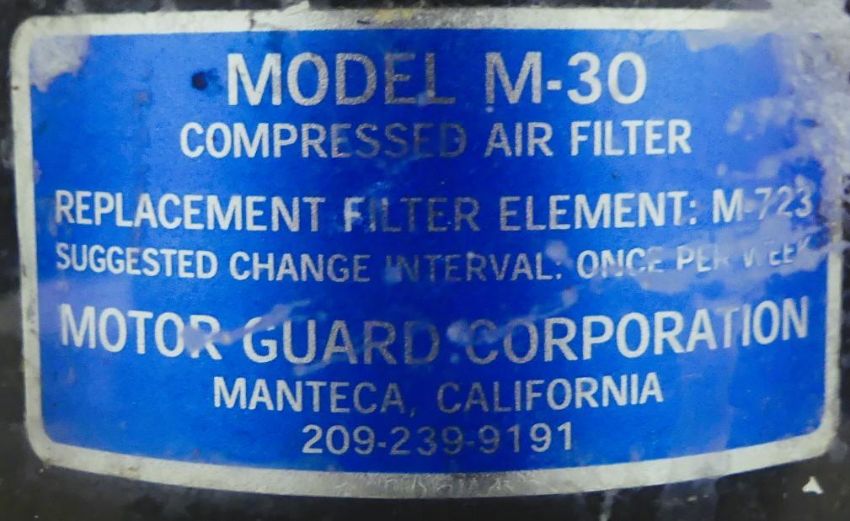 MODEL M-30
COMPRESSED AIR FILTER
REPLACEMENT FILTER ELEMENT: M-723
SUGGESTED CHANGE INTERVAL: ONCE PER WEEK
MOTOR GUARD CORPORATION
MANTECA, CALIFORNIA
209-239-9191